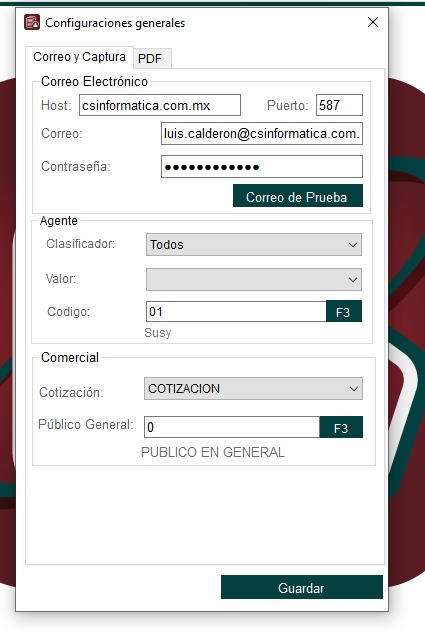 Configuraciones generales
Correo y Captura PDF
Correo Electrónico
Host: csinformatica.com.mx Puerto: 587
Correo: luis.calderon@csinformatica.com.
Contraseña: ●●●●●●●●●●●●
Correo de Prueba
Agente
Clasificador: Todos
Valor:
Codigo: 01 F3
Susy
Comercial
Cotización: COTIZACION
Público General: 0 F3
PUBLICO EN GENERAL
Guardar